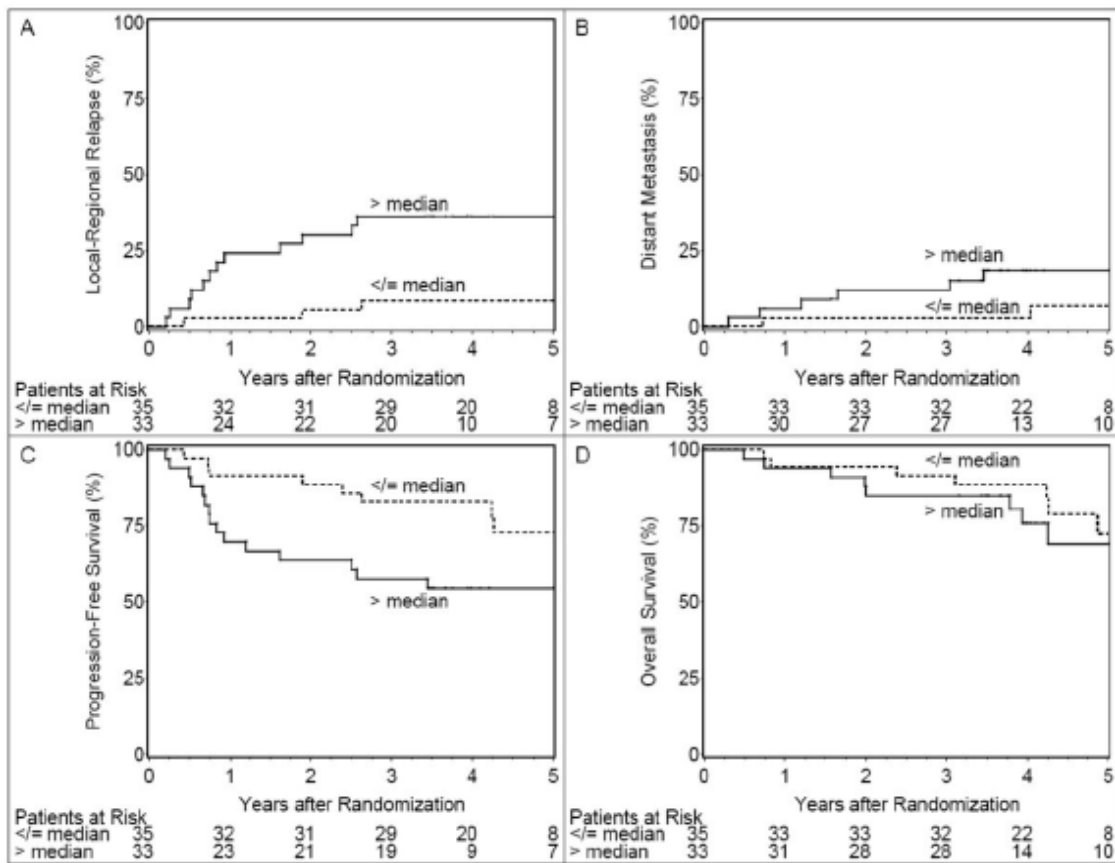 A
Local-Regional Relapse (%)
100
75
50
25
0
> median
</= median
0 1 2 3 4 5
Years after Randomization
Patients at Risk
</= median 35 32 31 29 20 8
> median 33 24 22 20 10 7
B
Distant Metastasis (%)
100
75
50
25
0
> median
</= median
0 1 2 3 4 5
Years after Randomization
Patients at Risk
</= median 35 33 33 32 22 8
> median 33 30 27 27 13 10
C
Progression-Free Survival (%)
100
75
50
25
0
</= median
> median
0 1 2 3 4 5
Years after Randomization
Patients at Risk
</= median 35 32 31 29 20 8
> median 33 23 21 19 9 7
D
Overall Survival (%)
100
75
50
25
0
</= median
> median
0 1 2 3 4 5
Years after Randomization
Patients at Risk
</= median 35 33 33 32 22 8
> median 33 31 28 28 14 10